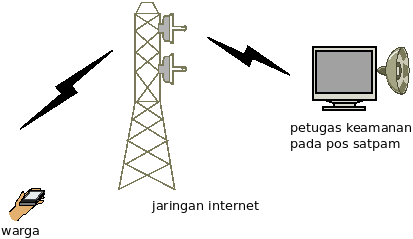 petugas keamanan
pada pos satpam
jaringan internet
warga